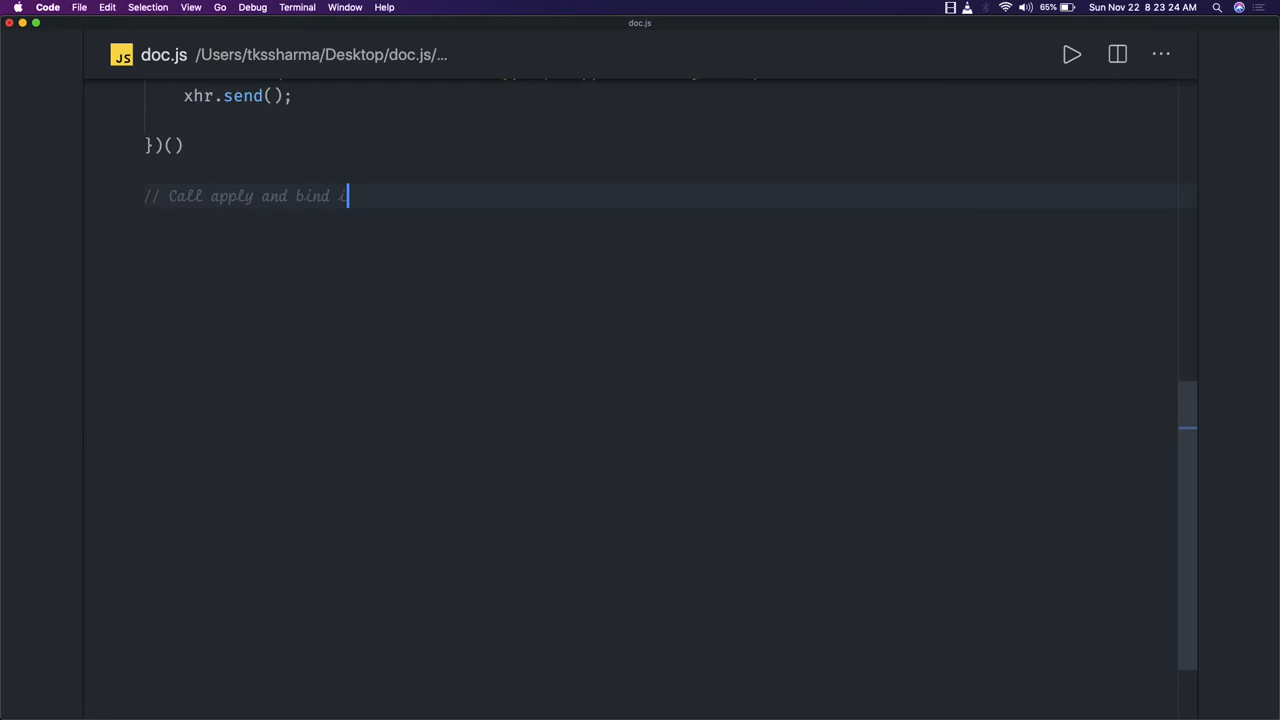 Code File Edit Selection View Go Debug Terminal Window Help 65% Sun Nov 22 8 23 24 AM
doc.js
JS doc.js /Users/tkssharma/Desktop/doc.js/...
xhr.send();
})()
// Call apply and bind i